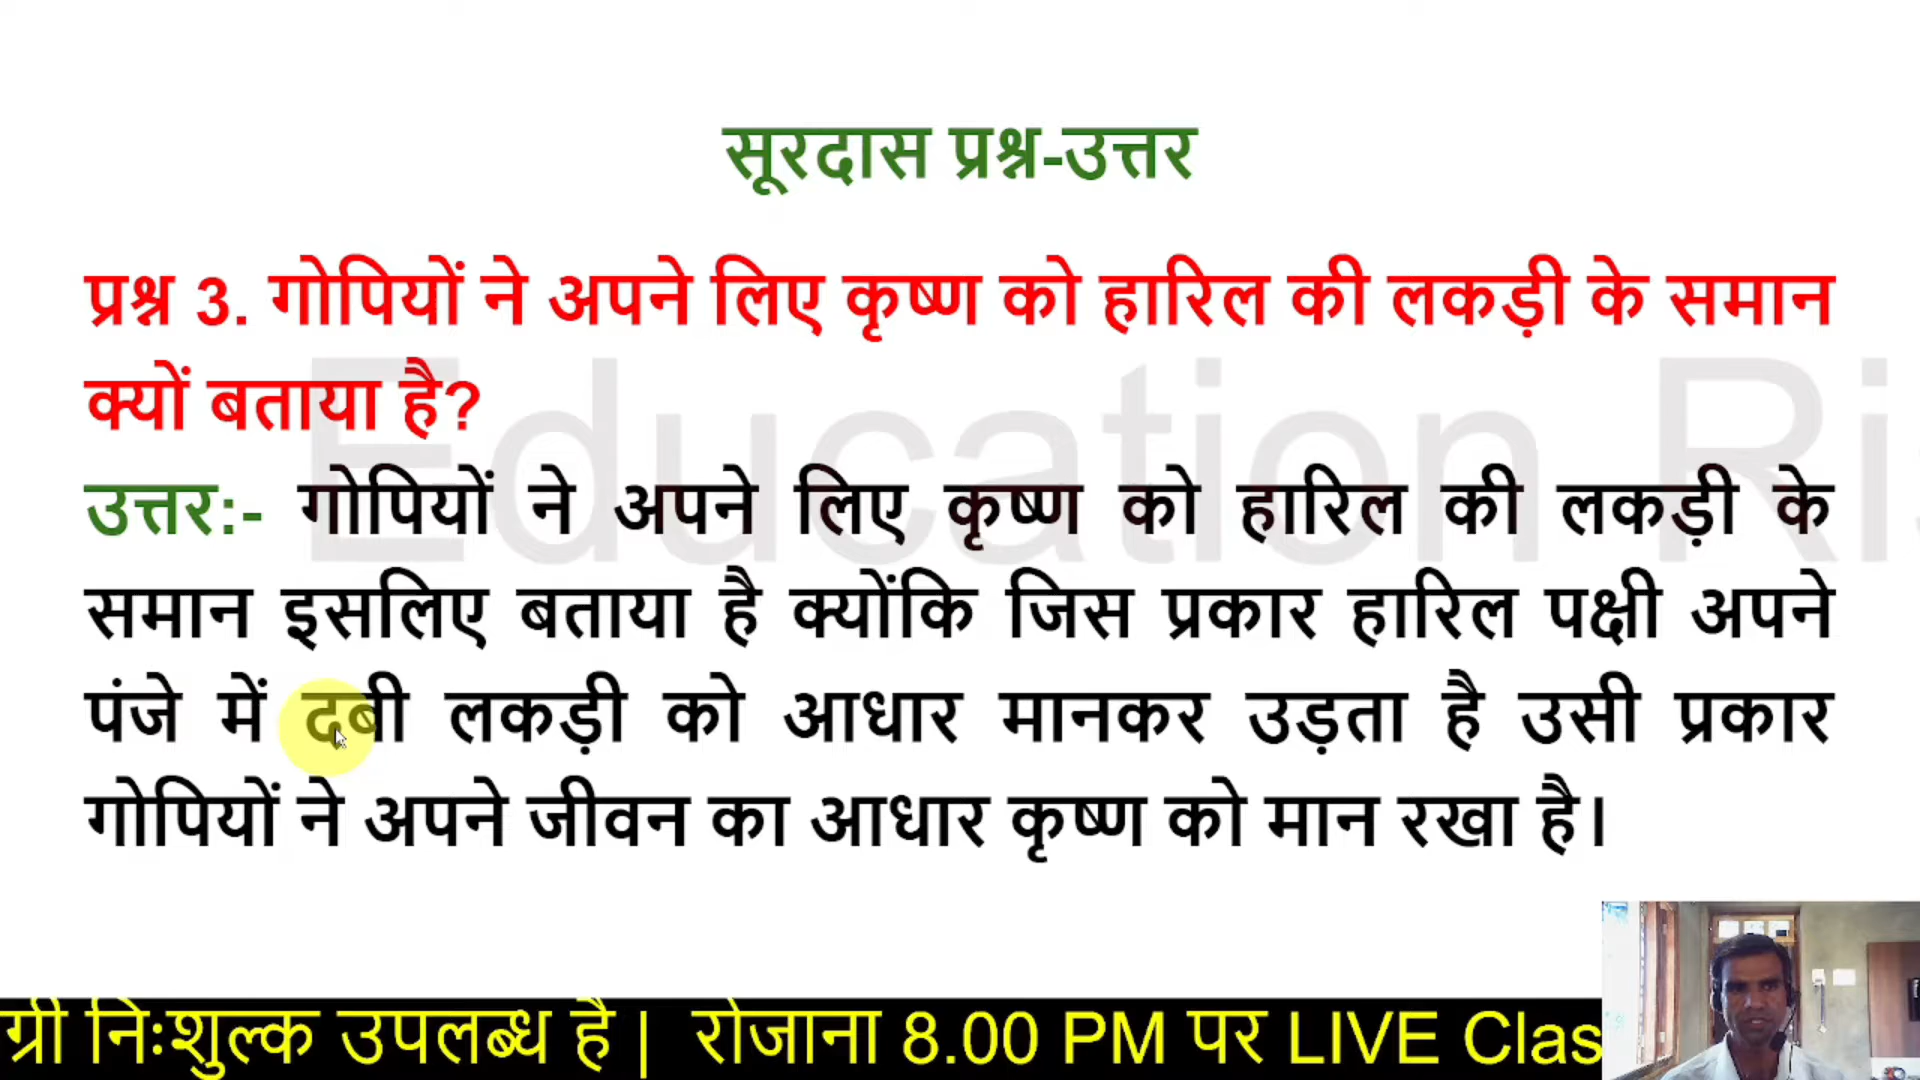 सूरदास प्रश्न-उत्तर
प्रश्न 3. गोपियों ने अपने लिए कृष्ण को हारिल की लकड़ी के समान
क्यों बताया है?
उत्तर:- गोपियों ने अपने लिए कृष्ण को हारिल की लकड़ी के
समान इसलिए बताया है क्योंकि जिस प्रकार हारिल पक्षी अपने
पंजे में दबी लकड़ी को आधार मानकर उड़ता है उसी प्रकार
गोपियों ने अपने जीवन का आधार कृष्ण को मान रखा है।
Education Ris
ग्री निःशुल्क उपलब्ध है | रोजाना 8.00 PM पर LIVE Clas